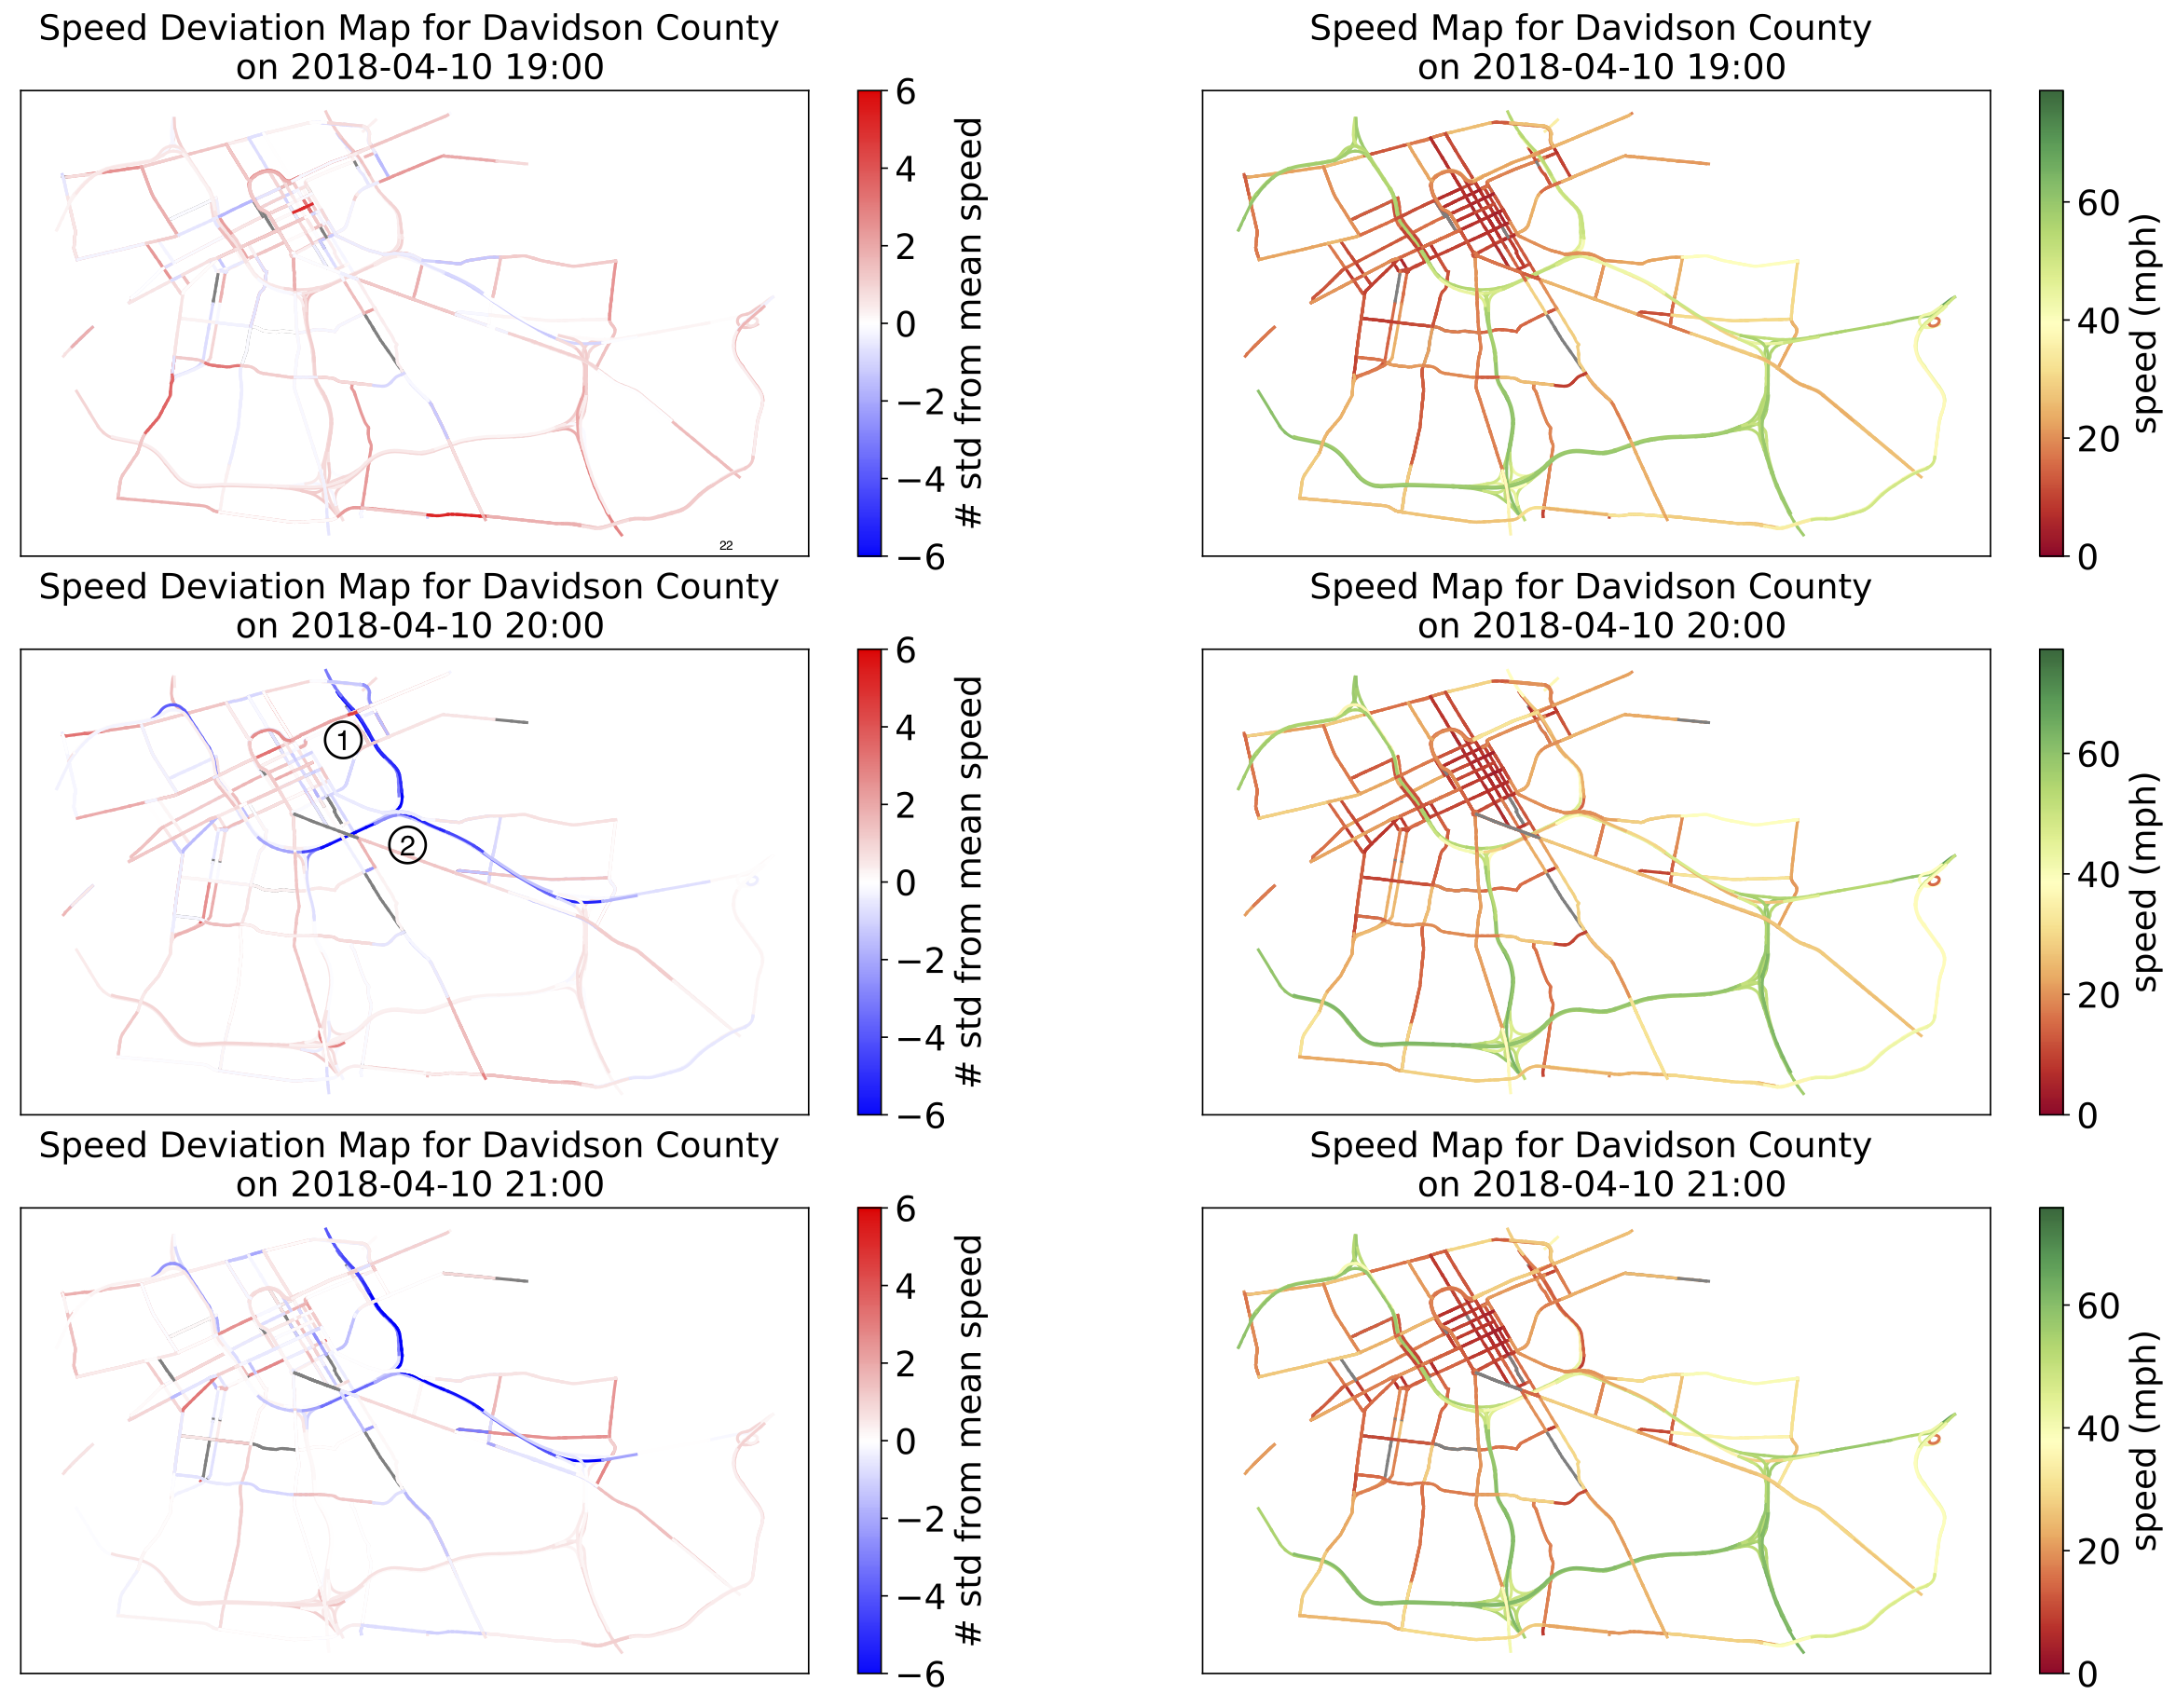 Speed Deviation Map for Davidson County
on 2018-04-10 19:00
6
4
2
0
−2
−4
−6
# std from mean speed
22
Speed Map for Davidson County
on 2018-04-10 19:00
60
40
20
0
speed (mph)
Speed Deviation Map for Davidson County
on 2018-04-10 20:00
1
2
6
4
2
0
−2
−4
−6
# std from mean speed
Speed Map for Davidson County
on 2018-04-10 20:00
60
40
20
0
speed (mph)
Speed Deviation Map for Davidson County
on 2018-04-10 21:00
6
4
2
0
−2
−4
−6
# std from mean speed
Speed Map for Davidson County
on 2018-04-10 21:00
60
40
20
0
speed (mph)